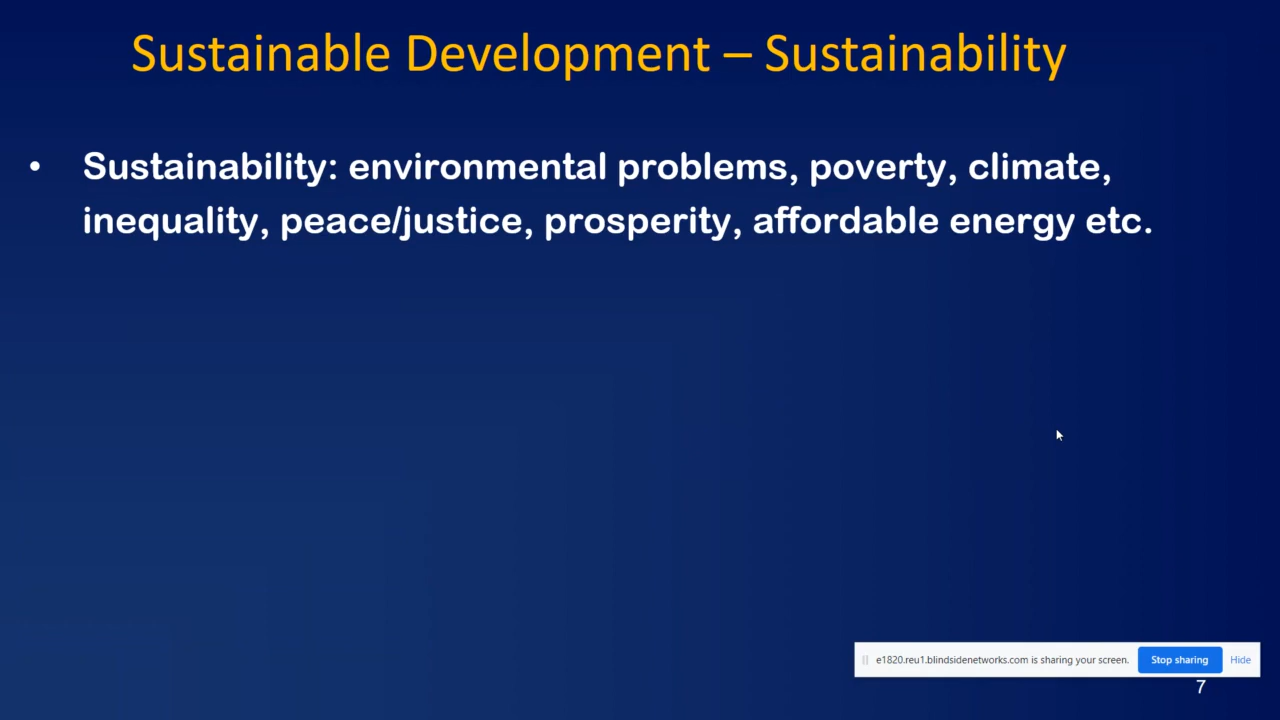 Sustainable Development – Sustainability
• Sustainability: environmental problems, poverty, climate,
inequality, peace/justice, prosperity, affordable energy etc.
e1820.reu1.blindsidenetworks.com is sharing your screen. Stop sharing Hide
7